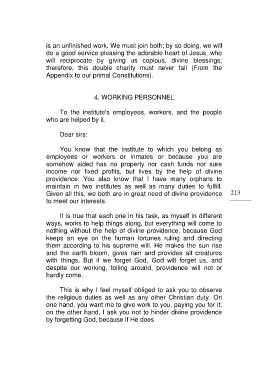 is an unfinished work. We must join both; by so doing, we will
do a good service pleasing the adorable heart of Jesus, who
will reciprocate by giving us copious, divine blessings;
therefore, this double charity must never fail (From the
Appendix to our primal Constitutions).
4. WORKING PERSONNEL
To the institute's employees, workers, and the people
who are helped by it.
Dear sirs:
You know that the institute to which you belong as
employees or workers or inmates or because you are
somehow aided has no property nor cash funds nor sure
income nor fixed profits, but lives by the help of divine
providence. You also know that I have many orphans to
maintain in two institutes as well as many duties to fulfill.
Given all this, we both are in great need of divine providence
to meet our interests.
213
It is true that each one in his task, as myself in different
ways, works to help things along, but everything will come to
nothing without the help of divine providence, because God
keeps an eye on the human fortunes ruling and directing
them according to his supreme will. He makes the sun rise
and the earth bloom, gives rain and provides all creatures
with things. But if we forget God, God will forget us, and
despite our working, toiling around, providence will not or
hardly come.
This is why I feel myself obliged to ask you to observe
the religious duties as well as any other Christian duty. On
one hand, you want me to give work to you, paying you for it;
on the other hand, I ask you not to hinder divine providence
by forgetting God, because if He does